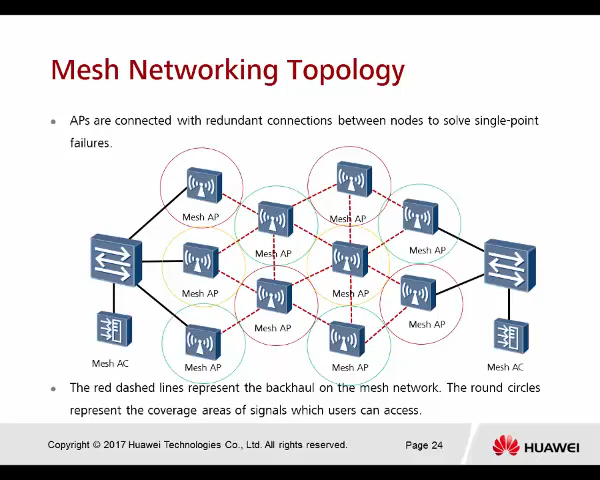 Mesh Networking Topology
APs are connected with redundant connections between nodes to solve single-point
failures.
Mesh AP
Mesh AP
Mesh AP
Mesh AP
Mesh AP
Mesh AP
Mesh AP
Mesh AP
Mesh AP
Mesh AP
Mesh AC
Mesh AP
Mesh AP
Mesh AC
The red dashed lines represent the backhaul on the mesh network. The round circles
represent the coverage areas of signals which users can access.
Copyright © 2017 Huawei Technologies Co., Ltd. All rights reserved.
Page 24
HUAWEI